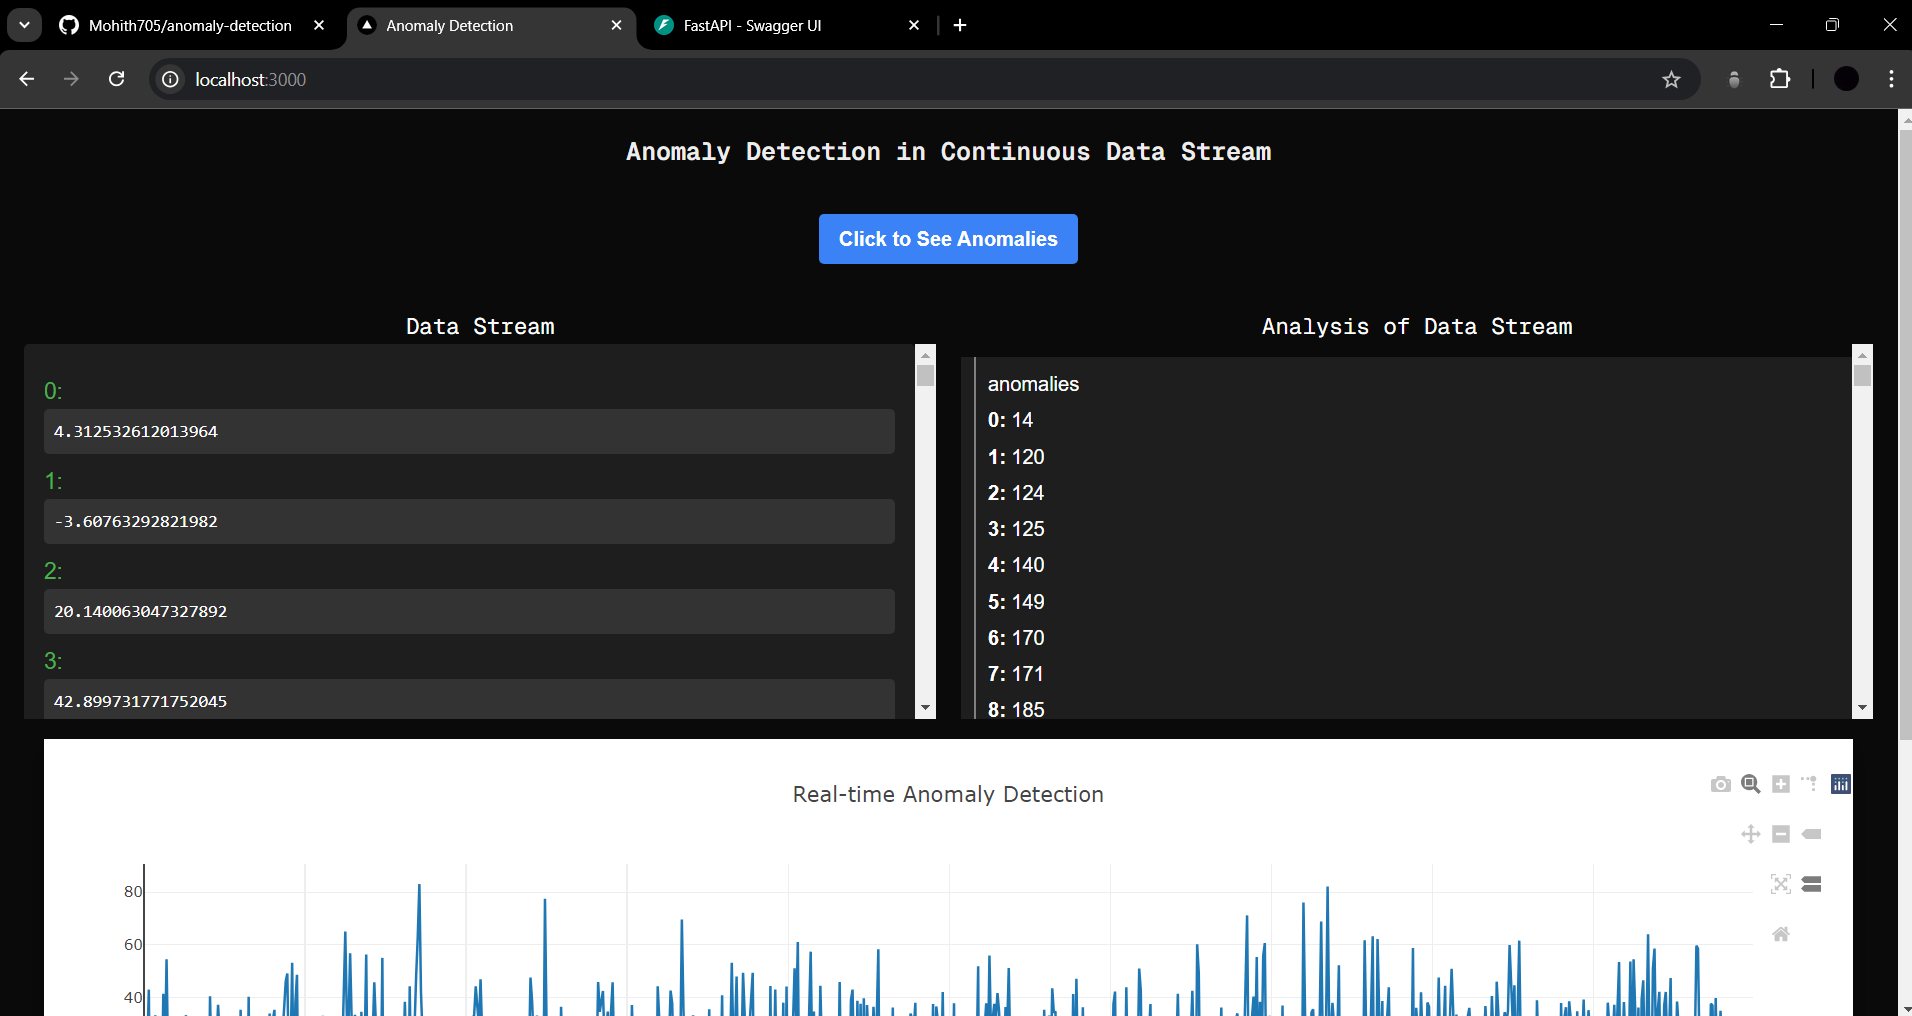 Mohith705/anomaly-detection
Anomaly Detection
FastAPI - Swagger UI
localhost:3000
Anomaly Detection in Continuous Data Stream
Click to See Anomalies
Data Stream
0:
4.312532612013964
1:
-3.60763292821982
2:
20.140063047327892
3:
42.899731771752045
Analysis of Data Stream
anomalies
0: 14
1: 120
2: 124
3: 125
4: 140
5: 149
6: 170
7: 171
8: 185
Real-time Anomaly Detection
80
60
40